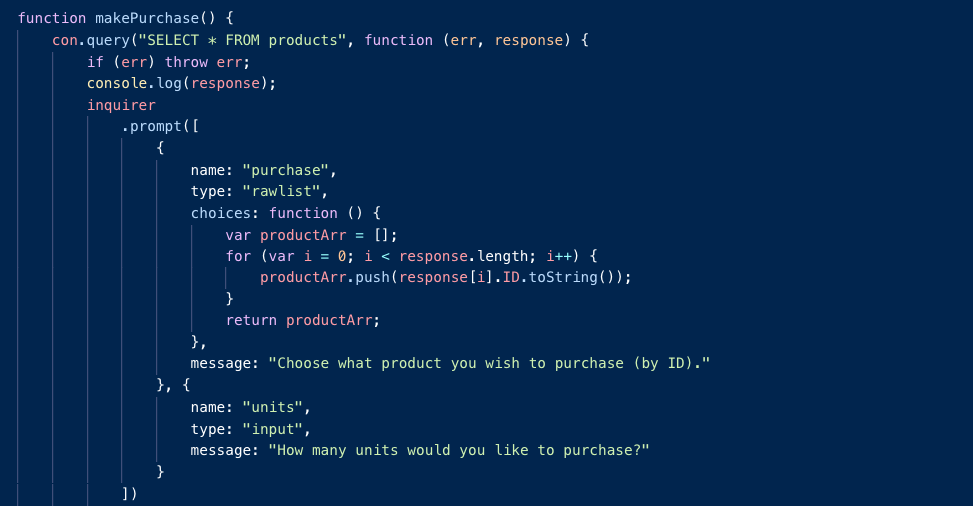 function makePurchase() {
    con.query("SELECT * FROM products", function (err, response) {
        if (err) throw err;
        console.log(response);
        inquirer
            .prompt([
                {
                    name: "purchase",
                    type: "rawlist",
                    choices: function () {
                        var productArr = [];
                        for (var i = 0; i < response.length; i++) {
                            productArr.push(response[i].ID.toString());
                        }
                        return productArr;
                    },
                    message: "Choose what product you wish to purchase (by ID)."
                }, {
                    name: "units",
                    type: "input",
                    message: "How many units would you like to purchase?"
                }
            ])